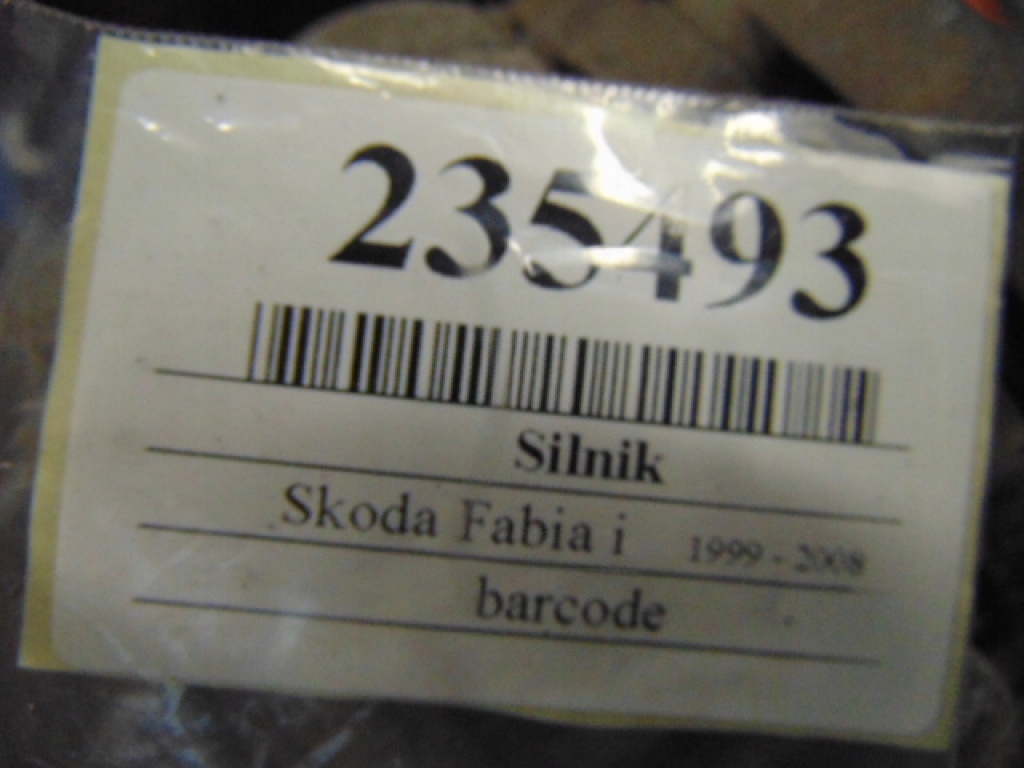 235493
Silnik
Skoda Fabia i 1999 - 2008
barcode